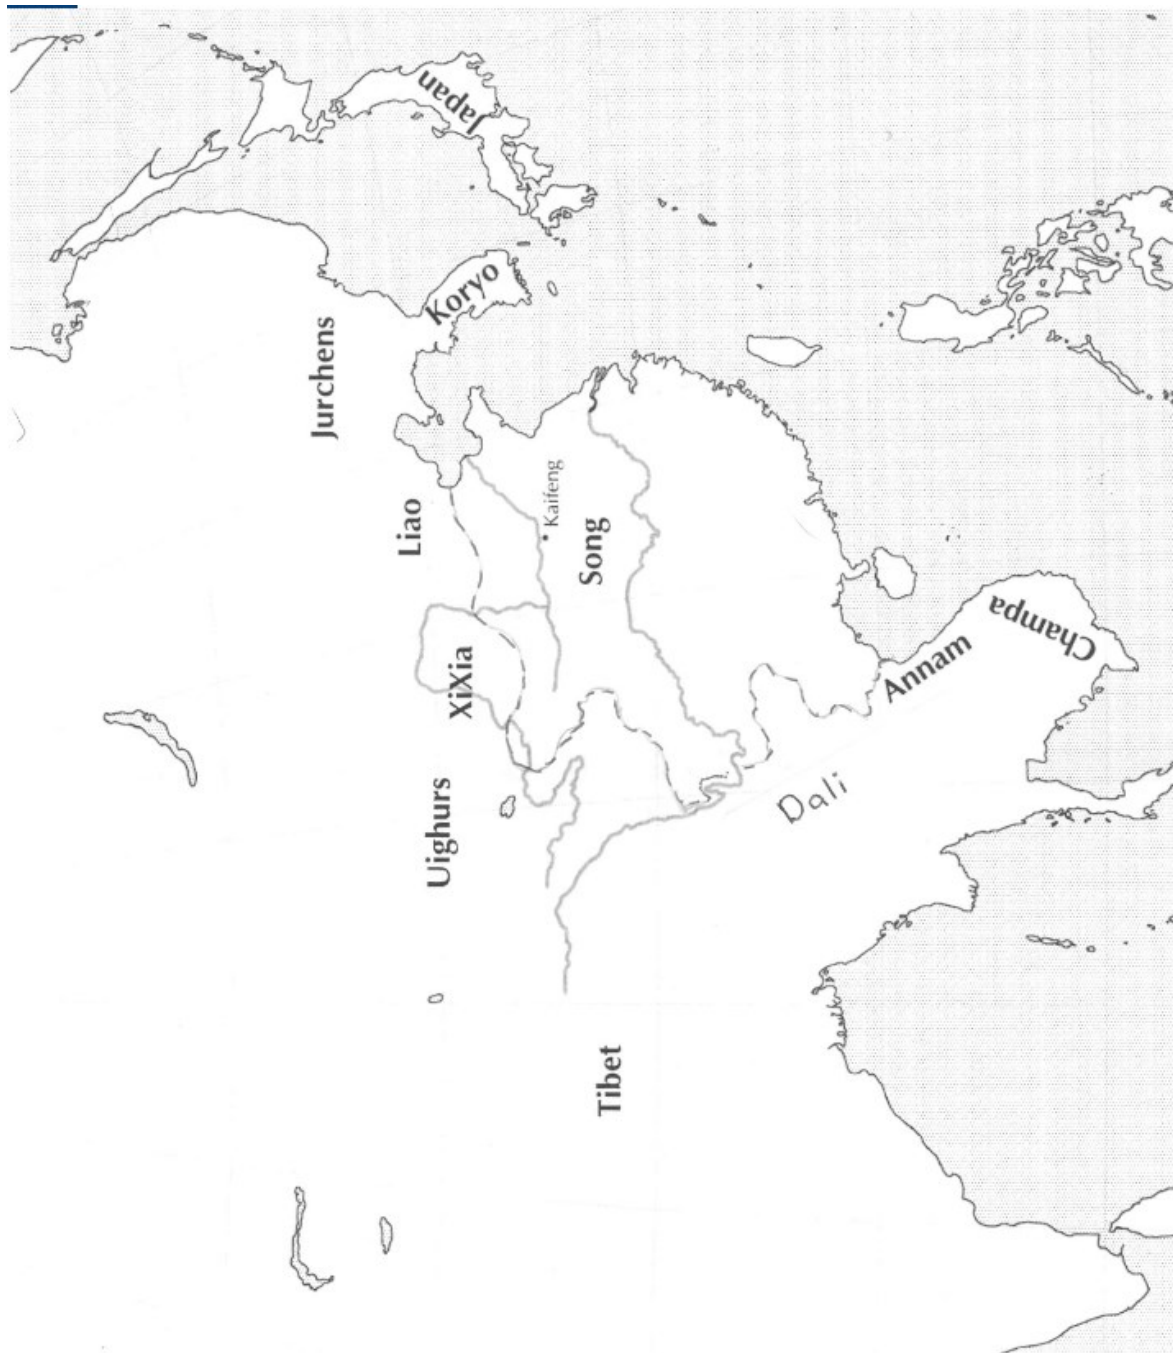 Japan
Koryo
Jurchens
Liao
Kaifeng
Song
XiXia
Uighurs
Annam
Champa
Dali
Tibet